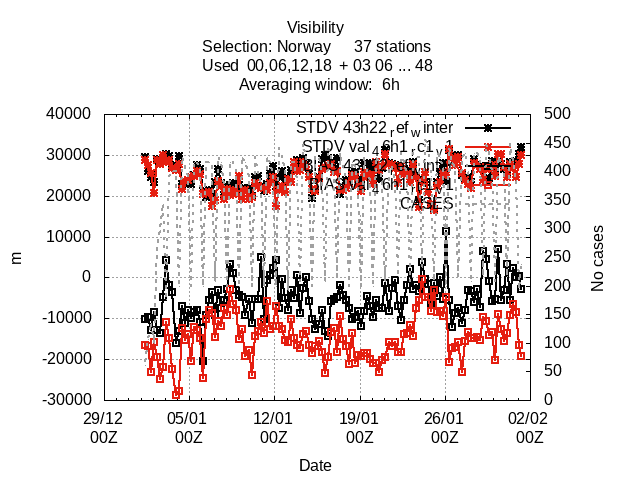 Visibility
Selection: Norway 37 stations
Used 00,06,12,18 + 03 06 ... 48
Averaging window: 6h
40000
30000
20000
10000
0
-10000
-20000
-30000
m
500
450
400
350
300
250
200
150
100
50
0
No cases
STDV 43h22_ref_winter
STDV val_46h1_rc1_v
CASES
29/12 00Z
05/01 00Z
12/01 00Z
19/01 00Z
26/01 00Z
02/02 00Z
Date